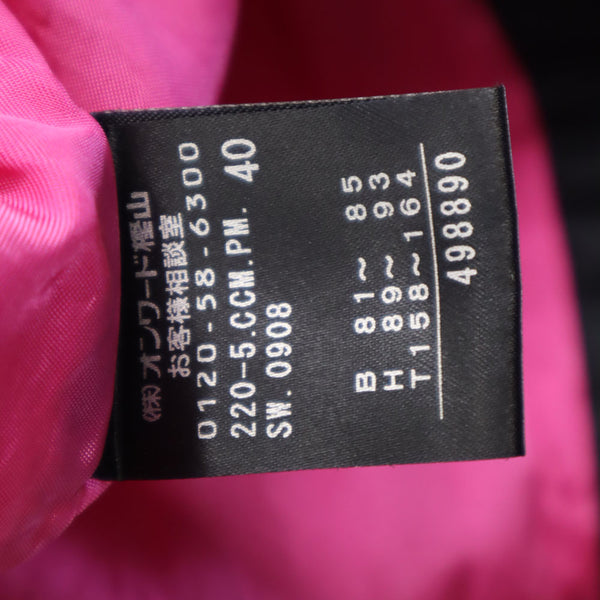 (株)オンワード樫山
お客様相談室
0120-58-6300
220-5.CCM.PM. 40
SW.0908
B 81~ 85
H 89~ 93
T158~164
498890